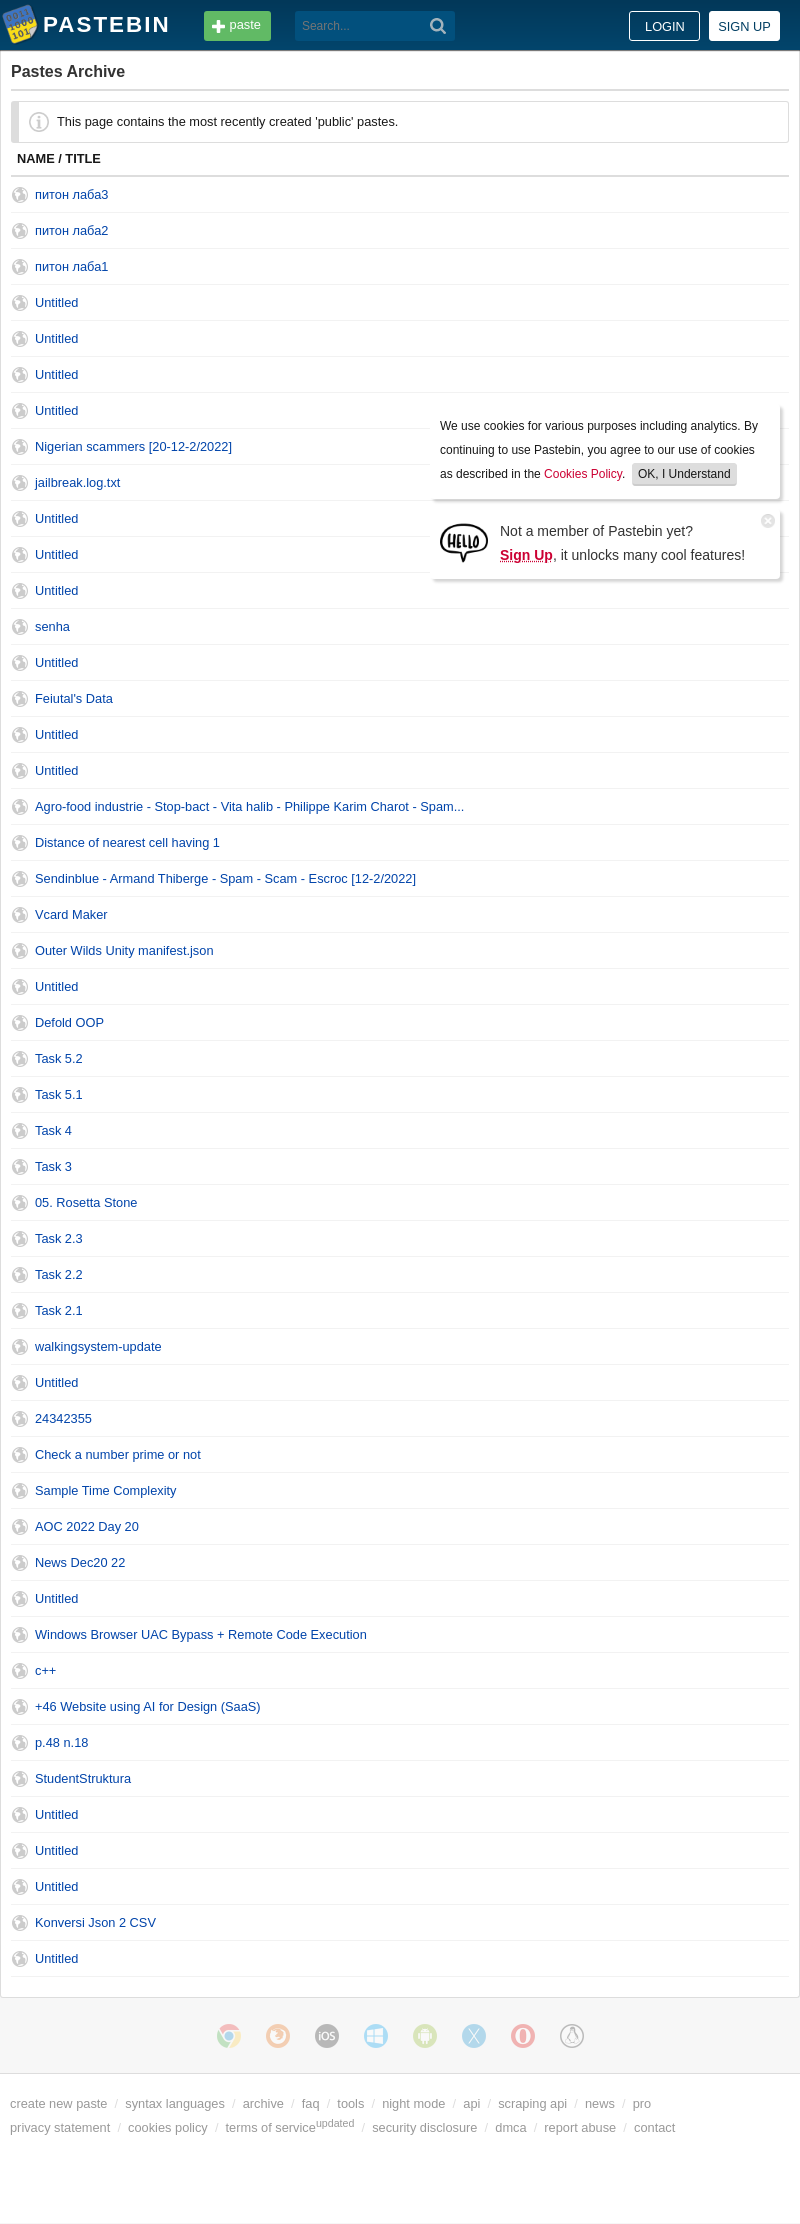 PASTEBIN
paste
Search...
LOGIN
SIGN UP
Pastes Archive
This page contains the most recently created 'public' pastes.
NAME / TITLE
питон лаба3
питон лаба2
питон лаба1
Untitled
Untitled
Untitled
Untitled
Nigerian scammers [20-12-2/2022]
jailbreak.log.txt
Untitled
Untitled
Untitled
We use cookies for various purposes including analytics. By
continuing to use Pastebin, you agree to our use of cookies
as described in the Cookies Policy. OK, I Understand
HELLO
Not a member of Pastebin yet?
Sign Up, it unlocks many cool features!
senha
Untitled
Feiutal's Data
Untitled
Untitled
Agro-food industrie - Stop-bact - Vita halib - Philippe Karim Charot - Spam...
Distance of nearest cell having 1
Sendinblue - Armand Thiberge - Spam - Scam - Escroc [12-2/2022]
Vcard Maker
Outer Wilds Unity manifest.json
Untitled
Defold OOP
Task 5.2
Task 5.1
Task 4
Task 3
05. Rosetta Stone
Task 2.3
Task 2.2
Task 2.1
walkingsystem-update
Untitled
24342355
Check a number prime or not
Sample Time Complexity
AOC 2022 Day 20
News Dec20 22
Untitled
Windows Browser UAC Bypass + Remote Code Execution
c++
+46 Website using AI for Design (SaaS)
p.48 n.18
StudentStruktura
Untitled
Untitled
Untitled
Konversi Json 2 CSV
Untitled
iOS
create new paste / syntax languages / archive / faq / tools / night mode / api / scraping api / news / pro
privacy statement / cookies policy / terms of serviceupdated / security disclosure / dmca / report abuse / contact